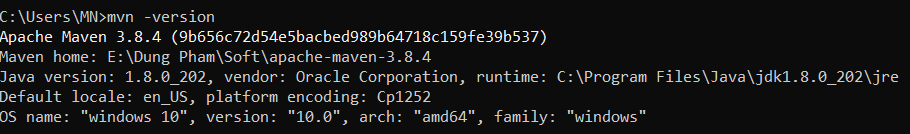 C:\Users\MN>mvn -version
Apache Maven 3.8.4 (9b656c72d54e5bacbed989b64718c159fe39b537)
Maven home: E:\Dung Pham\Soft\apache-maven-3.8.4
Java version: 1.8.0_202, vendor: Oracle Corporation, runtime: C:\Program Files\Java\jdk1.8.0_202\jre
Default locale: en_US, platform encoding: Cp1252
OS name: "windows 10", version: "10.0", arch: "amd64", family: "windows"